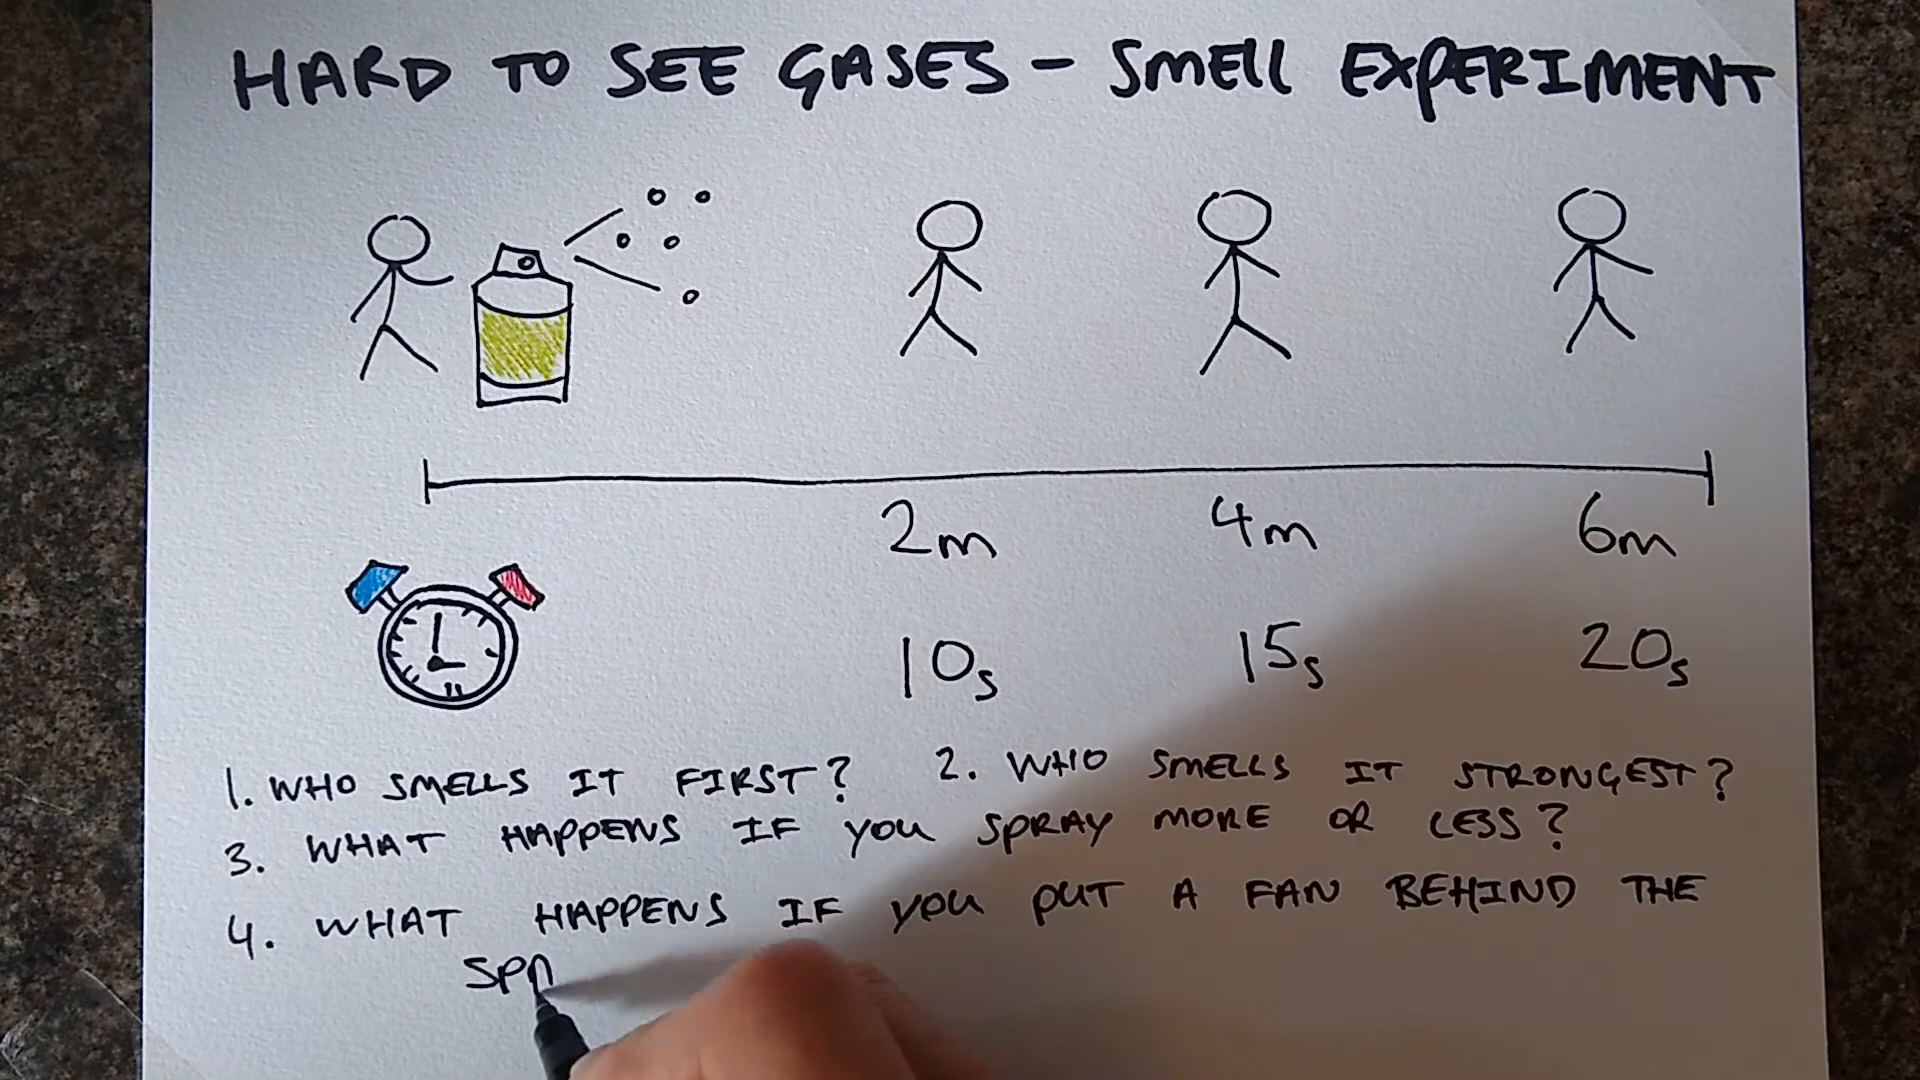 HARD TO SEE GASES - SMELL EXPERIMENT
2m 4m 6m
10s 15s 20s
1. WHO SMELLS IT FIRST? 2. WHO SMELLS IT STRONGEST?
3. WHAT HAPPENS IF YOU SPRAY MORE OR LESS?
4. WHAT HAPPENS IF YOU PUT A FAN BEHIND THE